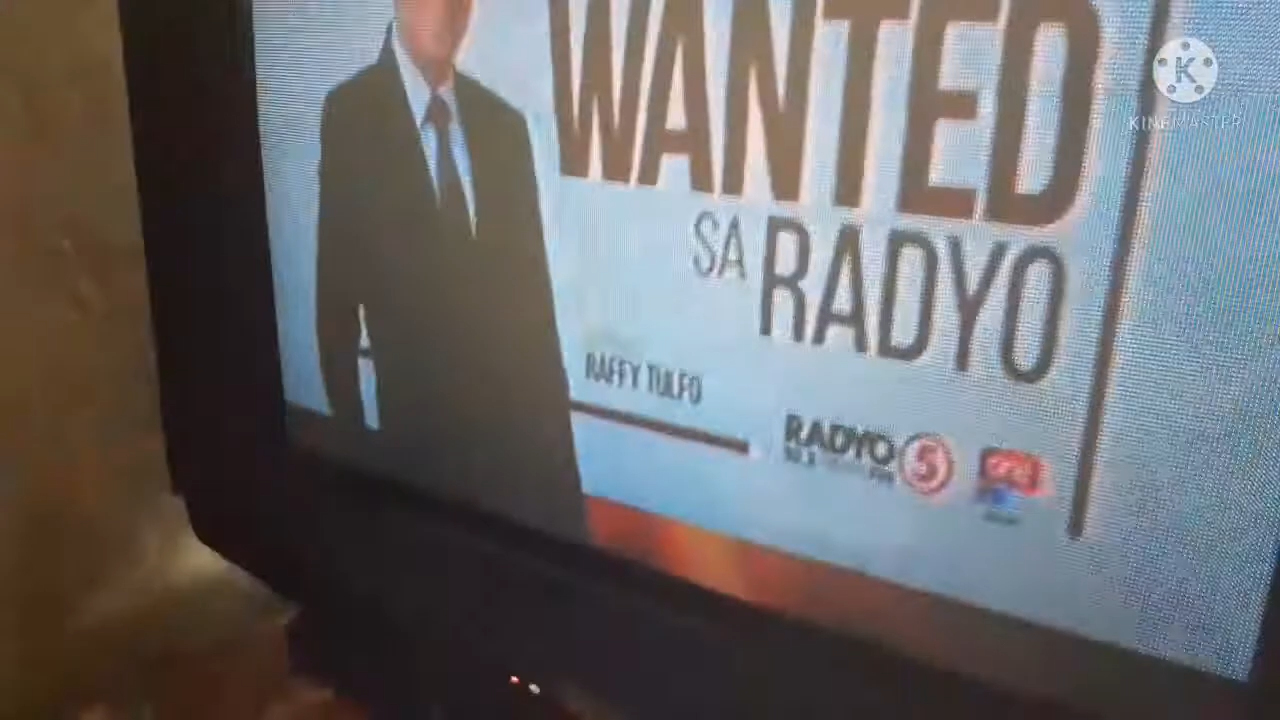 WANTED
SA RADYO
RAFFY TULFO
RADYO 5
K
KINEMASTER